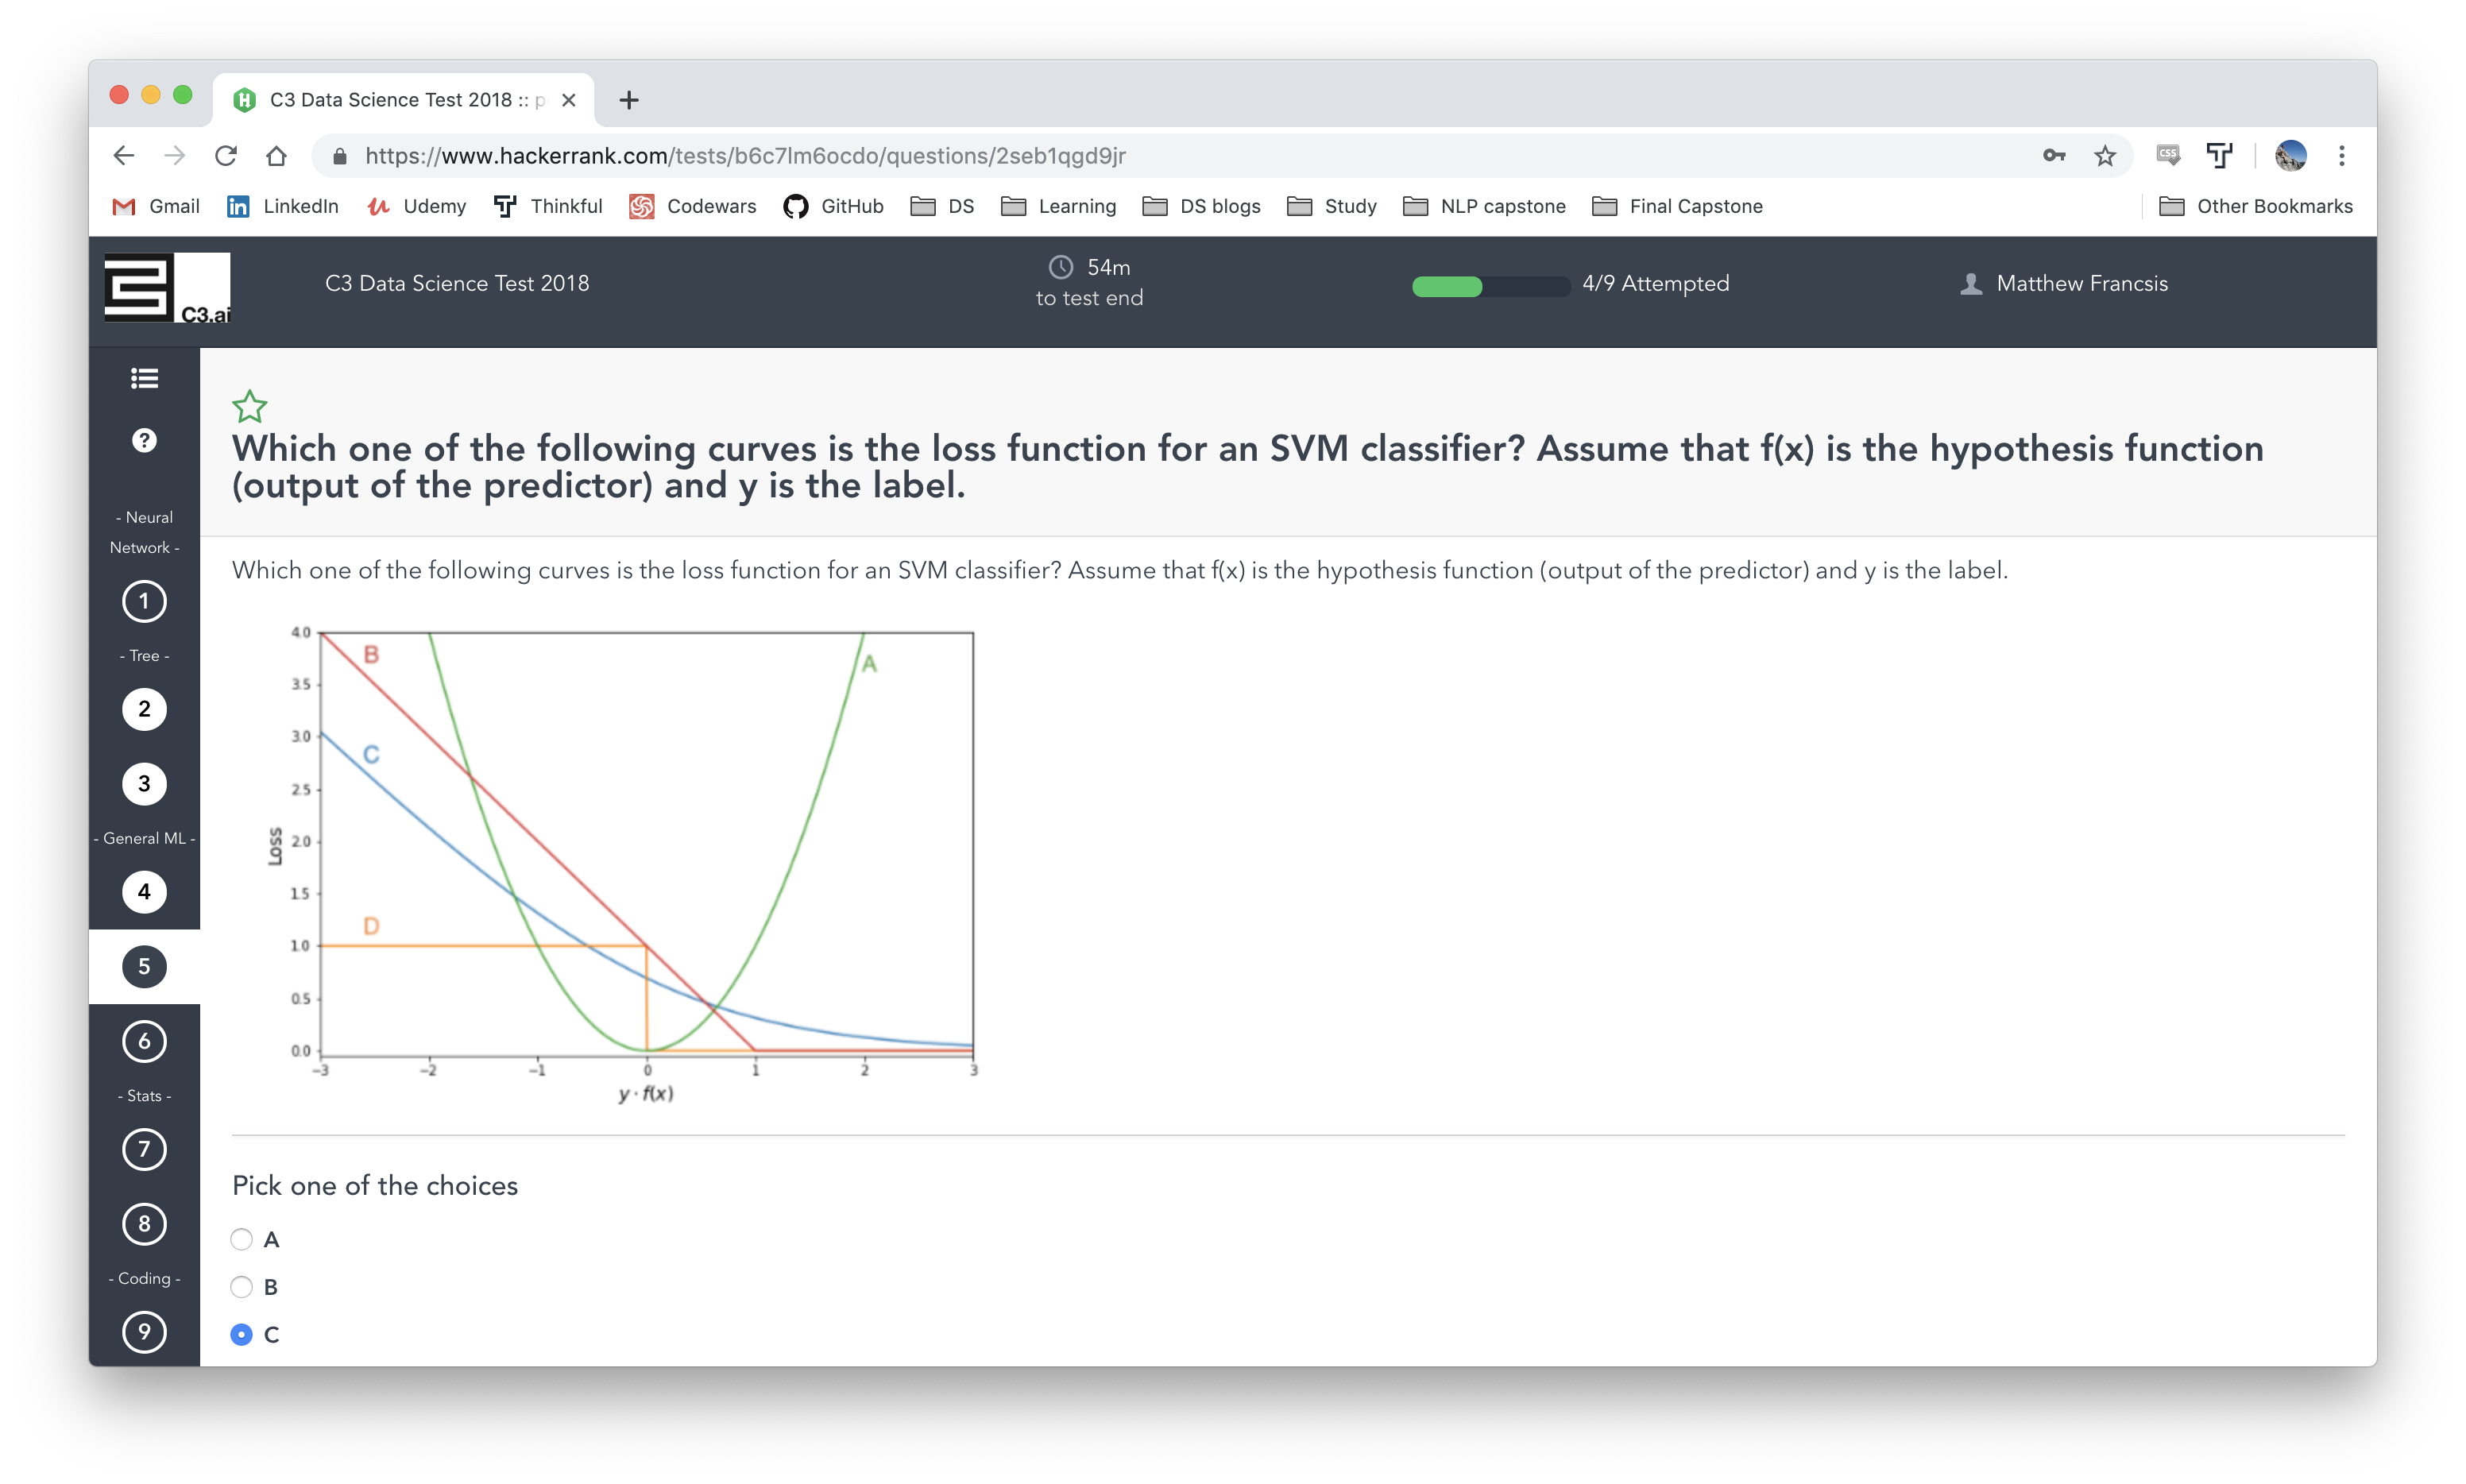 C3 Data Science Test 2018 :: p
https://www.hackerrank.com/tests/b6c7lm6ocdo/questions/2seb1qgd9jr
CSS
Gmail LinkedIn Udemy Thinkful Codewars GitHub DS Learning DS blogs Study NLP capstone Final Capstone Other Bookmarks
C3.ai
C3 Data Science Test 2018
54m
to test end
4/9 Attempted
Matthew Francsis
?
- Neural
Network -
1
- Tree -
2
3
- General ML -
4
5
6
- Stats -
7
8
- Coding -
9
Which one of the following curves is the loss function for an SVM classifier? Assume that f(x) is the hypothesis function
(output of the predictor) and y is the label.
Which one of the following curves is the loss function for an SVM classifier? Assume that f(x) is the hypothesis function (output of the predictor) and y is the label.
4.0
3.5
3.0
2.5
2.0
1.5
1.0
0.5
0.0
Loss
B
A
C
D
−3 −2 −1 0 1 2 3
y · f(x)
Pick one of the choices
A
B
C